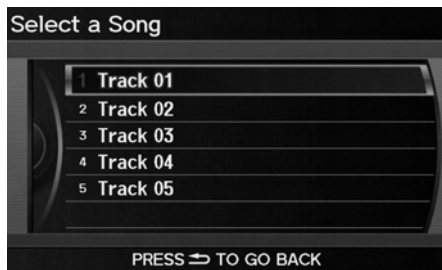 Select a Song
1 Track 01
2 Track 02
3 Track 03
4 Track 04
5 Track 05
PRESS ⮌ TO GO BACK